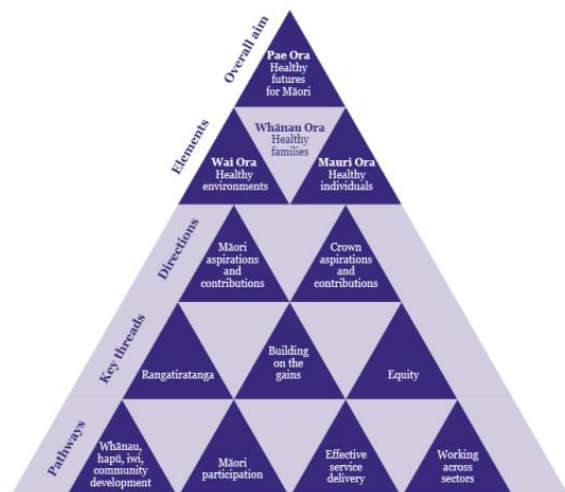 Overall aim
Pae Ora
Healthy
futures
for Māori
Elements
Whānau Ora
Healthy
families
Wai Ora
Healthy
environments
Mauri Ora
Healthy
individuals
Directions
Māori
aspirations
and
contributions
Crown
aspirations
and
contributions
Key threads
Rangatiratanga
Building
on the
gains
Equity
Pathways
Whānau,
hapū, iwi,
community
development
Māori
participation
Effective
service
delivery
Working
across
sectors